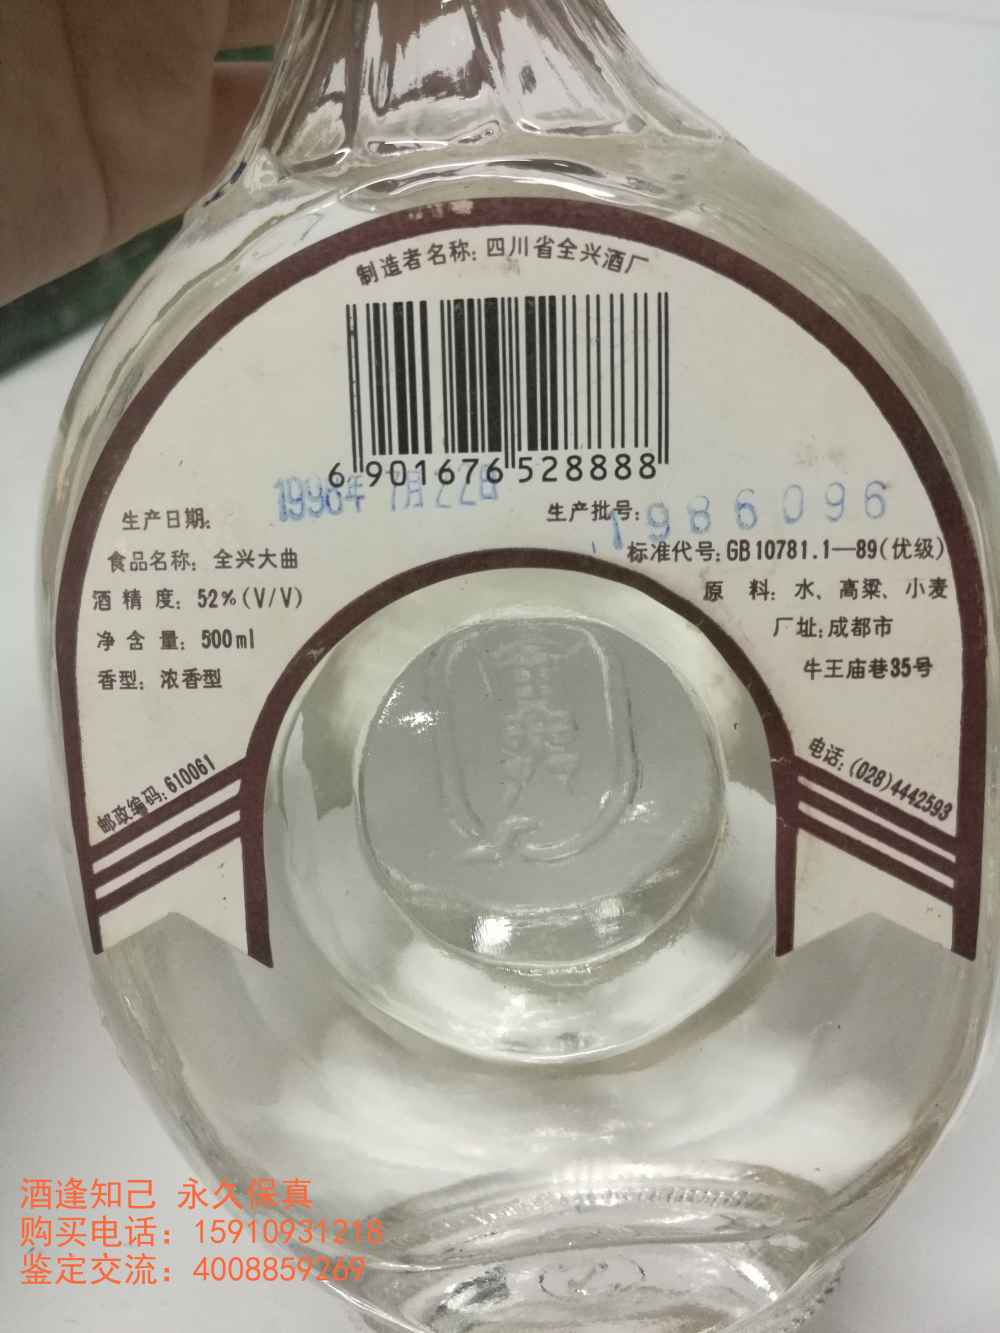 制造者名称：四川省全兴酒厂
6 901676 528888
生产日期： 1996年7月22日
生产批号： 1986096
食品名称： 全兴大曲
标准代号：GB10781.1—89(优级)
酒精度： 52%(V/V)
原料：水、高粱、小麦
净含量： 500ml
厂址：成都市
牛王庙巷35号
香型： 浓香型
邮政编码：610061
电话：(028)4442593
酒逢知己 永久保真
购买电话：15910931218
鉴定交流：4008859269